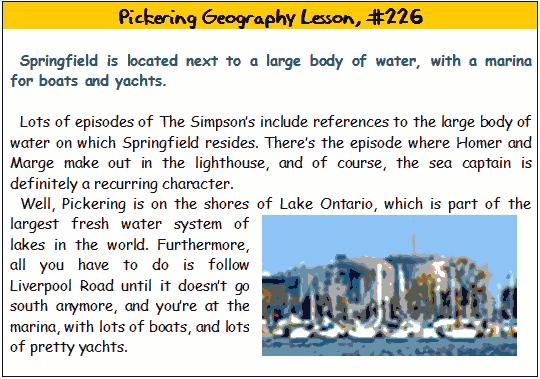 Pickering Geography Lesson, #226
Springfield is located next to a large body of water, with a marina
for boats and yachts.
Lots of episodes of The Simpson's include references to the large body of
water on which Springfield resides. There's the episode where Homer and
Marge make out in the lighthouse, and of course, the sea captain is
definitely a recurring character.
Well, Pickering is on the shores of Lake Ontario, which is part of the
largest fresh water system of
lakes in the world. Furthermore,
all you have to do is follow
Liverpool Road until it doesn't go
south anymore, and you're at the
marina, with lots of boats, and lots
of pretty yachts.